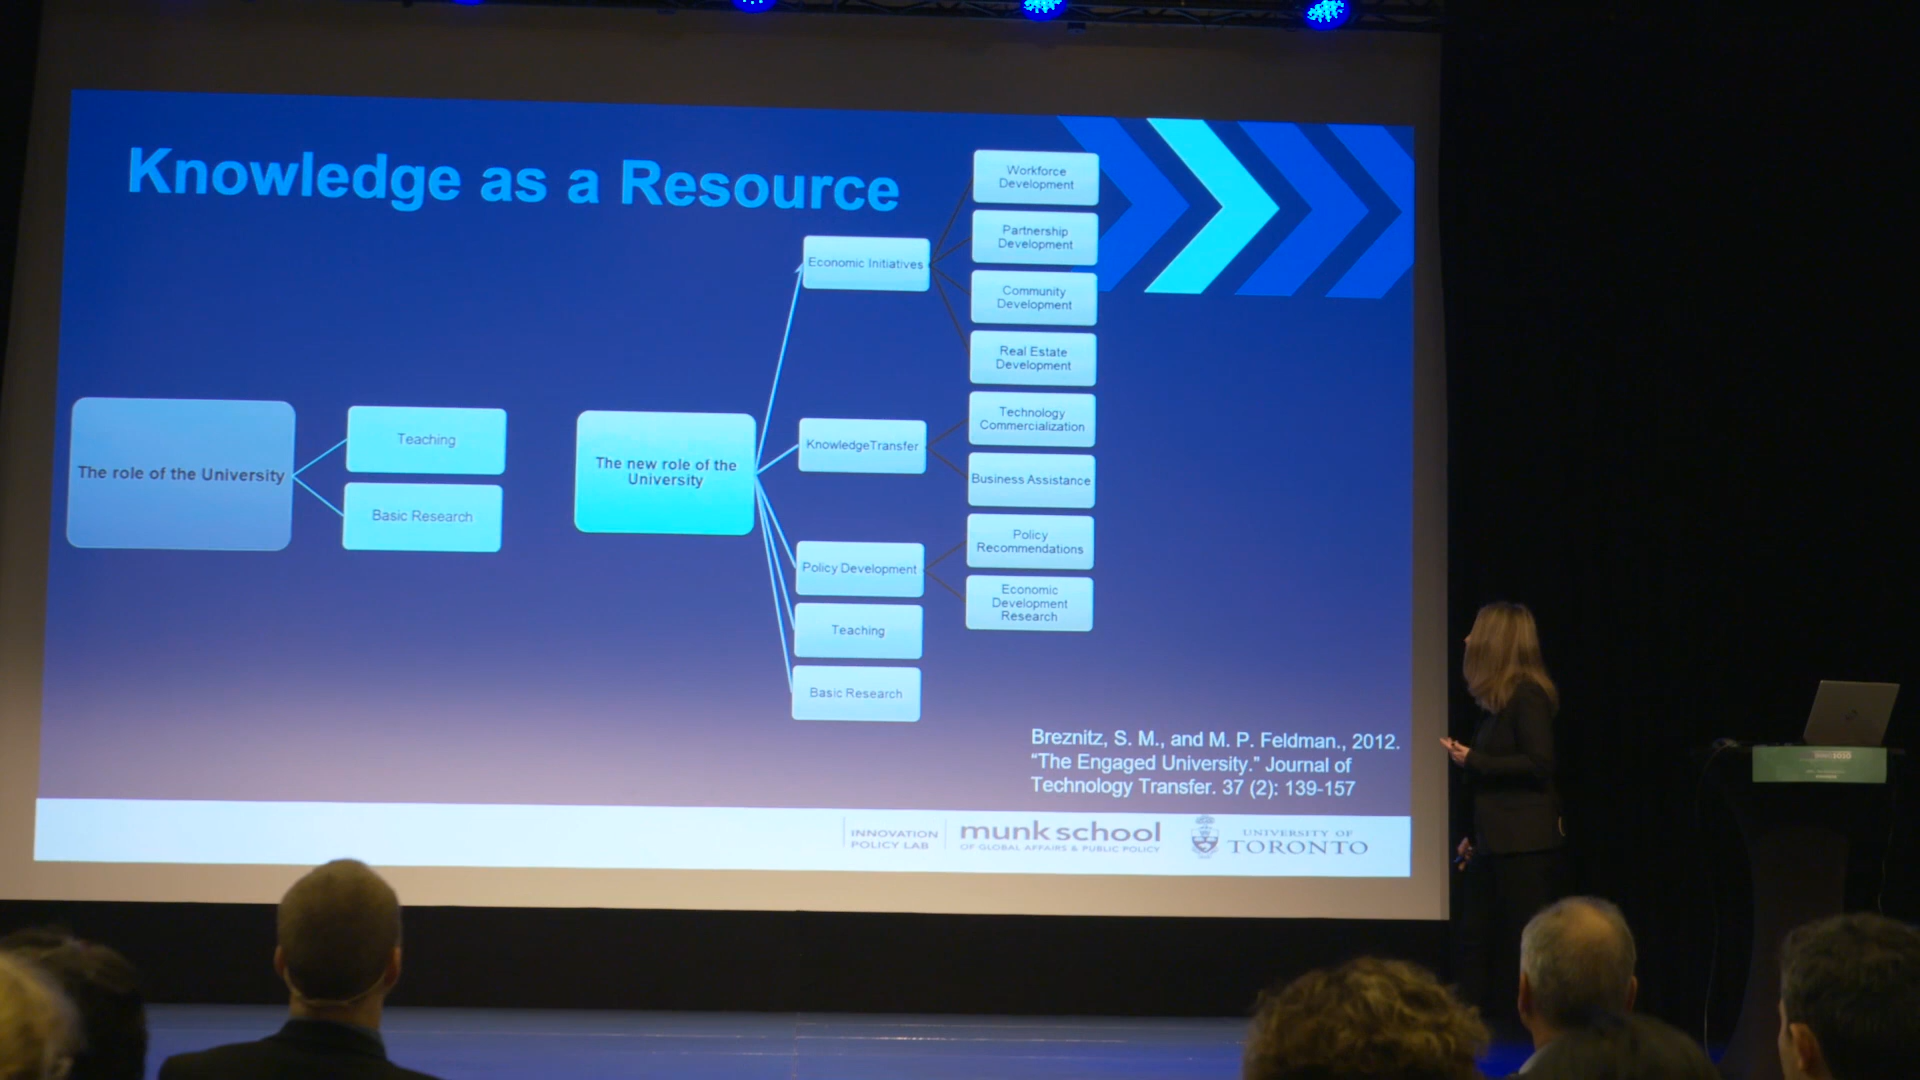 Knowledge as a Resource
The role of the University
Teaching
Basic Research
The new role of the
University
Economic Initiatives
Workforce
Development
Partnership
Development
Community
Development
Real Estate
Development
KnowledgeTransfer
Technology
Commercialization
Business Assistance
Policy Development
Policy
Recommendations
Economic
Development
Research
Teaching
Basic Research
Breznitz, S. M., and M. P. Feldman., 2012.
“The Engaged University.” Journal of
Technology Transfer. 37 (2): 139-157
INNOVATION
POLICY LAB
munk school
OF GLOBAL AFFAIRS & PUBLIC POLICY
UNIVERSITY OF
TORONTO